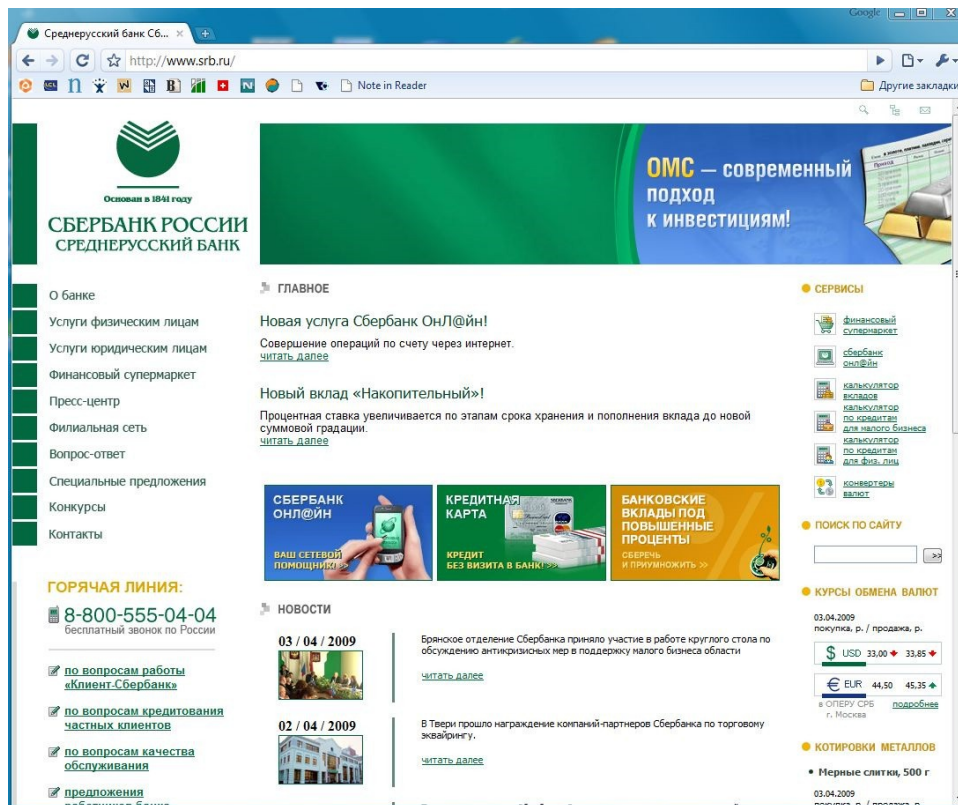 Google
Среднерусский банк Сб...
http://www.srb.ru/
Note in Reader
Другие закладки
Основан в 1841 году
СБЕРБАНК РОССИИ
СРЕДНЕРУССКИЙ БАНК
ОМС – современный
подход
к инвестициям!
О банке
Услуги физическим лицам
Услуги юридическим лицам
Финансовый супермаркет
Пресс-центр
Филиальная сеть
Вопрос-ответ
Специальные предложения
Конкурсы
Контакты
ГОРЯЧАЯ ЛИНИЯ:
8-800-555-04-04
бесплатный звонок по России
по вопросам работы
«Клиент-Сбербанк»
по вопросам кредитования
частных клиентов
по вопросам качества
обслуживания
предложения
работников банка
ГЛАВНОЕ
Новая услуга Сбербанк ОнЛ@йн!
Совершение операций по счету через интернет.
читать далее
Новый вклад «Накопительный»!
Процентная ставка увеличивается по этапам срока хранения и пополнения вклада до новой
суммовой градации.
читать далее
СБЕРБАНК
ОНЛ@ЙН
ВАШ СЕТЕВОЙ
ПОМОЩНИК! >>
КРЕДИТНАЯ
КАРТА
КРЕДИТ
БЕЗ ВИЗИТА В БАНК! >>
БАНКОВСКИЕ
ВКЛАДЫ ПОД
ПОВЫШЕННЫЕ
ПРОЦЕНТЫ
СБЕРЕЧЬ
И ПРИУМНОЖИТЬ >>
НОВОСТИ
03 / 04 / 2009
Брянское отделение Сбербанка приняло участие в работе круглого стола по
обсуждению антикризисных мер в поддержку малого бизнеса области
читать далее
02 / 04 / 2009
В Твери прошло награждение компаний-партнеров Сбербанка по торговому
эквайрингу.
читать далее
СЕРВИСЫ
финансовый
супермаркет
сбербанк
онл@йн
калькулятор
вкладов
калькулятор
по кредитам
для малого бизнеса
калькулятор
по кредитам
для физ. лиц
конвертеры
валют
ПОИСК ПО САЙТУ
>>
КУРСЫ ОБМЕНА ВАЛЮТ
03.04.2009
покупка, р. / продажа, р.
$ USD 33,00 33,85
€ EUR 44,50 45,35
в ОПЕРУ СРБ подробнее
г. Москва
КОТИРОВКИ МЕТАЛЛОВ
• Мерные слитки, 500 г
03.04.2009
покупка, р. / продажа, р.